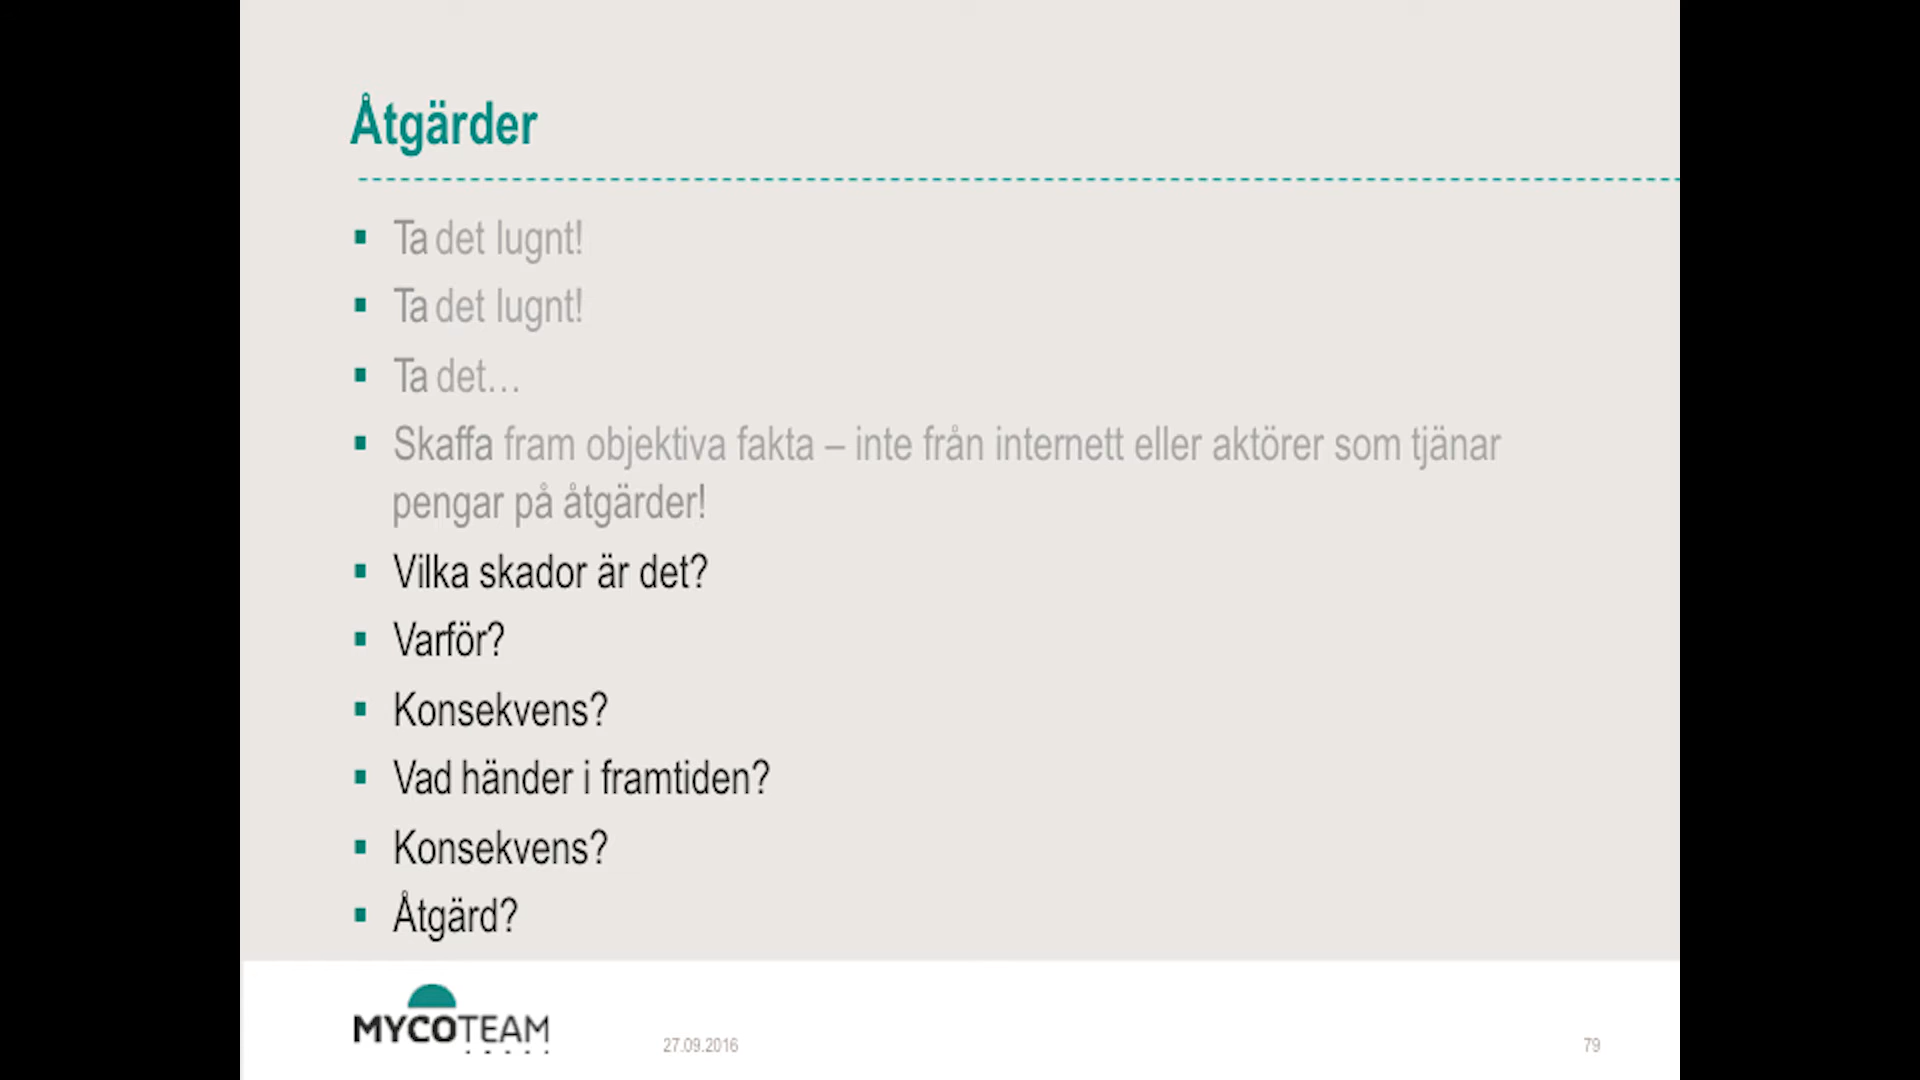 Åtgärder
▪ Ta det lugnt!
▪ Ta det lugnt!
▪ Ta det…
▪ Skaffa fram objektiva fakta – inte från internett eller aktörer som tjänar
pengar på åtgärder!
▪ Vilka skador är det?
▪ Varför?
▪ Konsekvens?
▪ Vad händer i framtiden?
▪ Konsekvens?
▪ Åtgärd?
MYCOTEAM
27.09.2016
79